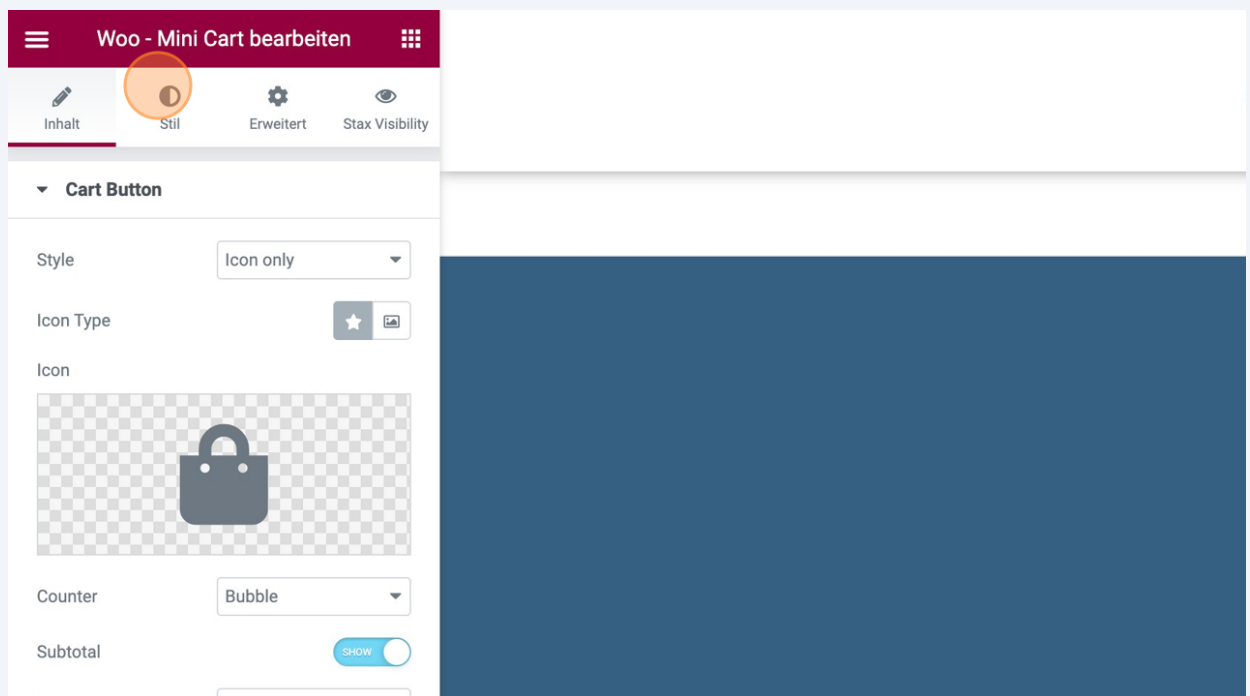 Woo - Mini Cart bearbeiten
Inhalt Stil Erweitert Stax Visibility
Cart Button
Style Icon only
Icon Type
Icon
Counter Bubble
Subtotal SHOW